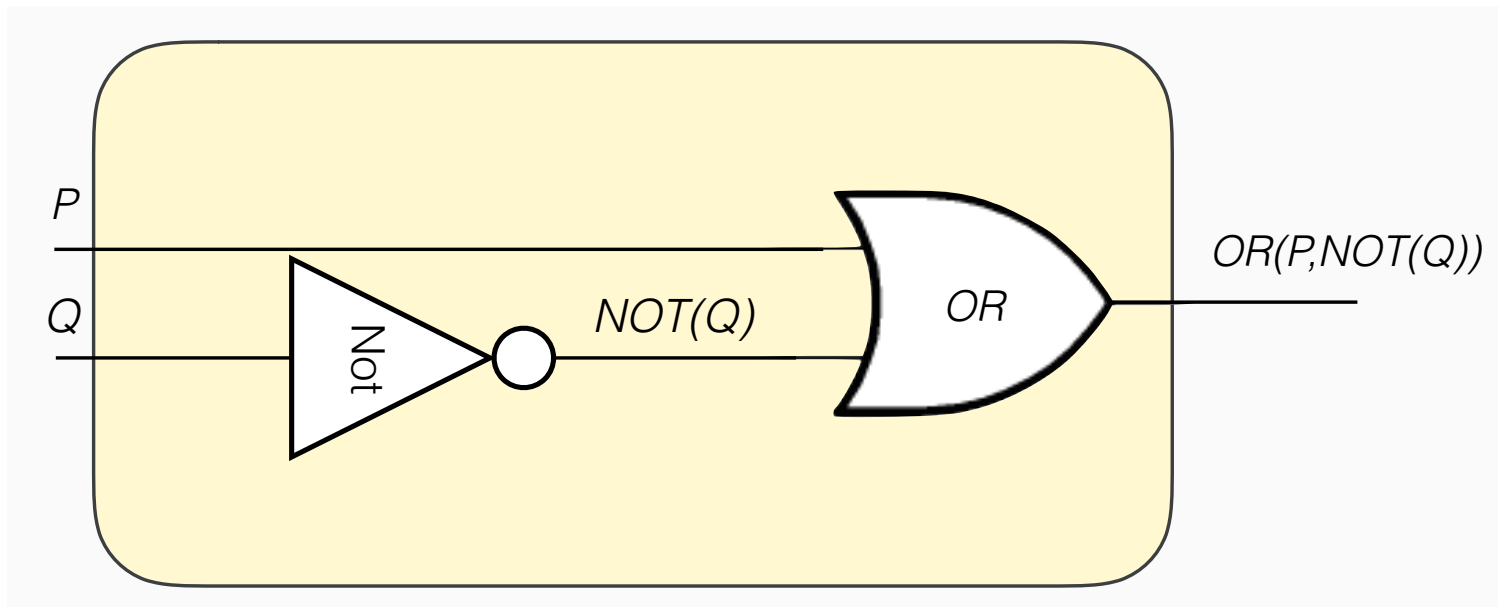 P
Q
Not
NOT(Q)
OR
OR(P,NOT(Q))